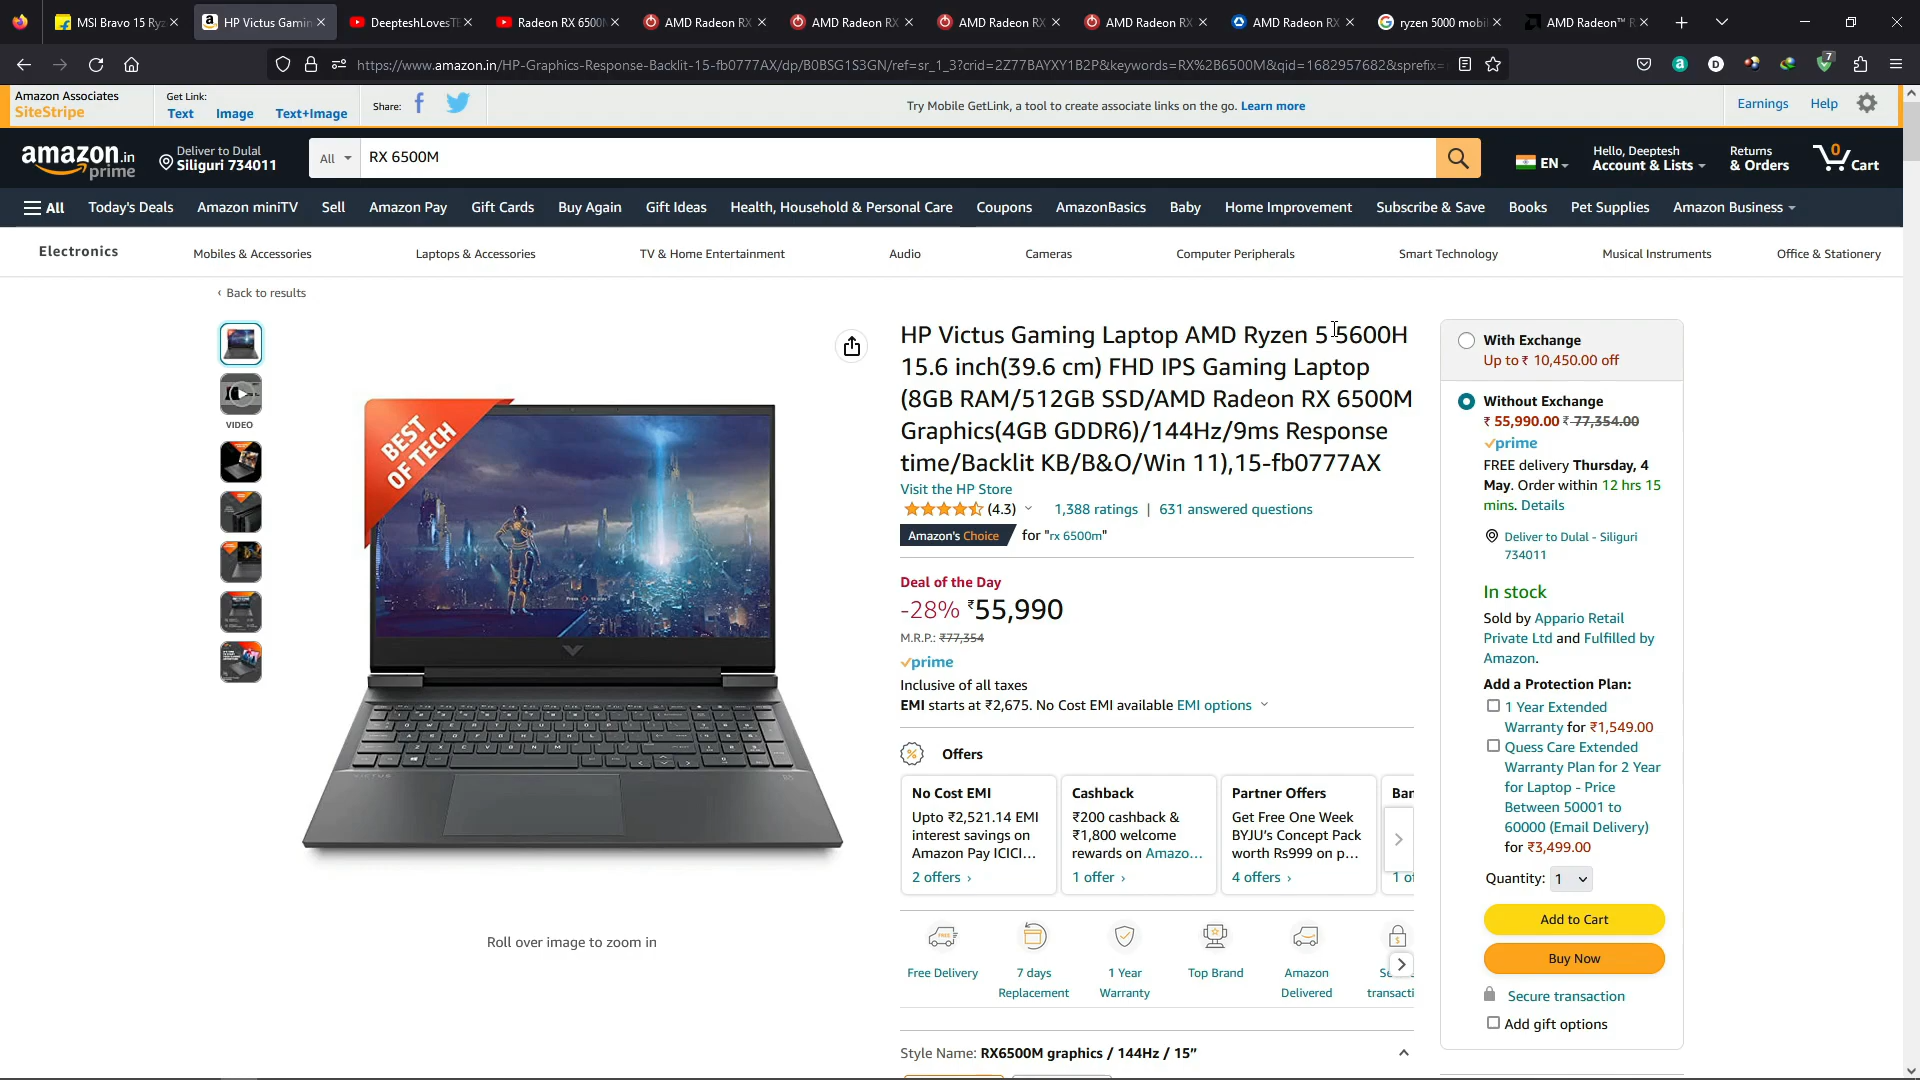 MSI Bravo 15 Ryz
HP Victus Gamin
DeepteshLovesTE
Radeon RX 6500M
AMD Radeon RX
AMD Radeon RX
AMD Radeon RX
AMD Radeon RX
AMD Radeon RX
ryzen 5000 mobil
AMD Radeon™ R
https://www.amazon.in/HP-Graphics-Response-Backlit-15-fb0777AX/dp/B0BSG1S3GN/ref=sr_1_3?crid=2Z77BAYXY1B2P&keywords=RX%2B6500M&qid=1682957682&sprefix=
7
Amazon Associates
SiteStripe
Get Link:
Text Image Text+Image
Share:
Try Mobile GetLink, a tool to create associate links on the go. Learn more
Earnings Help
amazon.in
prime
Deliver to Dulal
Siliguri 734011
All
RX 6500M
EN
Hello, Deeptesh
Account & Lists
Returns
& Orders
0
Cart
All Today's Deals Amazon miniTV Sell Amazon Pay Gift Cards Buy Again Gift Ideas Health, Household & Personal Care Coupons AmazonBasics Baby Home Improvement Subscribe & Save Books Pet Supplies Amazon Business
Electronics Mobiles & Accessories Laptops & Accessories TV & Home Entertainment Audio Cameras Computer Peripherals Smart Technology Musical Instruments Office & Stationery
‹ Back to results
VIDEO
BEST
OF TECH
VICTUS
Roll over image to zoom in
HP Victus Gaming Laptop AMD Ryzen 5 5600H
15.6 inch(39.6 cm) FHD IPS Gaming Laptop
(8GB RAM/512GB SSD/AMD Radeon RX 6500M
Graphics(4GB GDDR6)/144Hz/9ms Response
time/Backlit KB/B&O/Win 11),15-fb0777AX
Visit the HP Store
(4.3) 1,388 ratings | 631 answered questions
Amazon's Choice for "rx 6500m"
Deal of the Day
-28% ₹55,990
M.R.P.: ₹77,354
prime
Inclusive of all taxes
EMI starts at ₹2,675. No Cost EMI available EMI options
Offers
No Cost EMI
Upto ₹2,521.14 EMI
interest savings on
Amazon Pay ICICI...
2 offers ›
Cashback
₹200 cashback &
₹1,800 welcome
rewards on Amazo...
1 offer ›
Partner Offers
Get Free One Week
BYJU's Concept Pack
worth Rs999 on p...
4 offers ›
Ban
1 of
Free Delivery
7 days
Replacement
1 Year
Warranty
Top Brand
Amazon
Delivered
transacti
Style Name: RX6500M graphics / 144Hz / 15”
With Exchange
Up to ₹ 10,450.00 off
Without Exchange
₹ 55,990.00 ₹ 77,354.00
prime
FREE delivery Thursday, 4
May. Order within 12 hrs 15
mins. Details
Deliver to Dulal - Siliguri
734011
In stock
Sold by Appario Retail
Private Ltd and Fulfilled by
Amazon.
Add a Protection Plan:
1 Year Extended
Warranty for ₹1,549.00
Quess Care Extended
Warranty Plan for 2 Year
for Laptop - Price
Between 50001 to
60000 (Email Delivery)
for ₹3,499.00
Quantity: 1
Add to Cart
Buy Now
Secure transaction
Add gift options